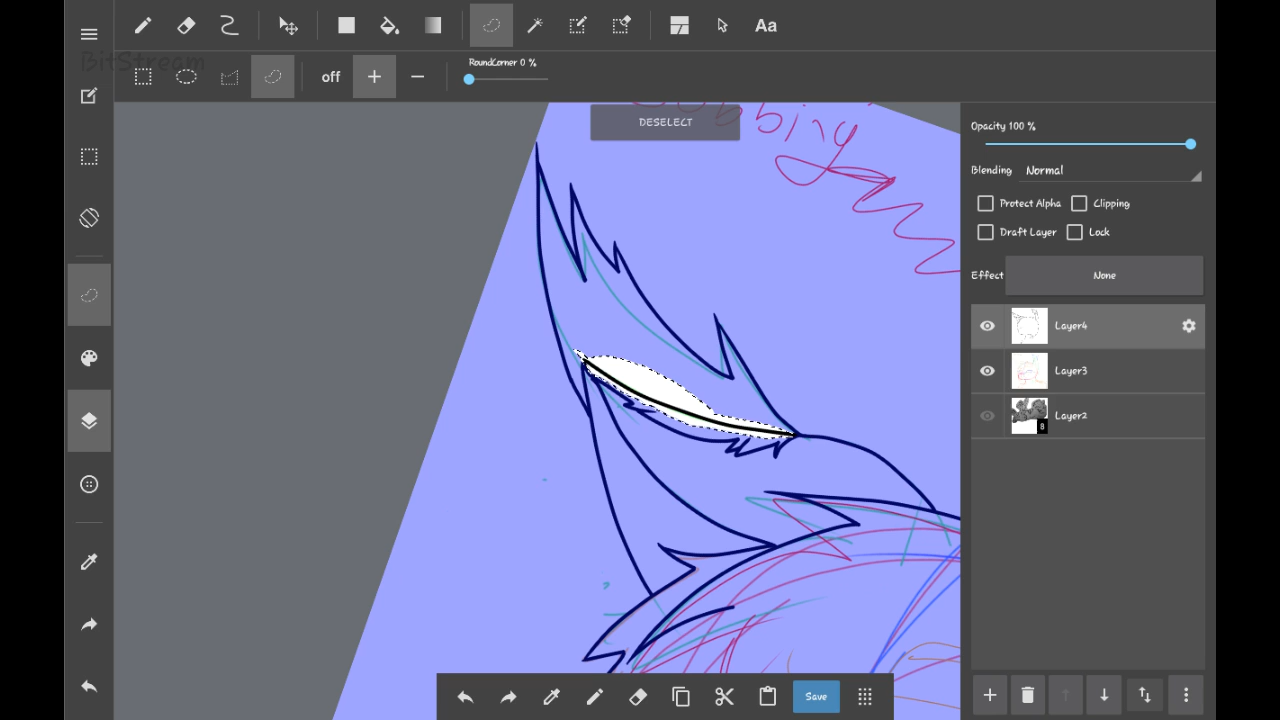 Aa
BitStream
off
RoundCorner 0 %
DESELECT
Opacity 100 %
Blending Normal
Protect Alpha Clipping
Draft Layer Lock
Effect None
Layer4
Layer3
8 Layer2
Save